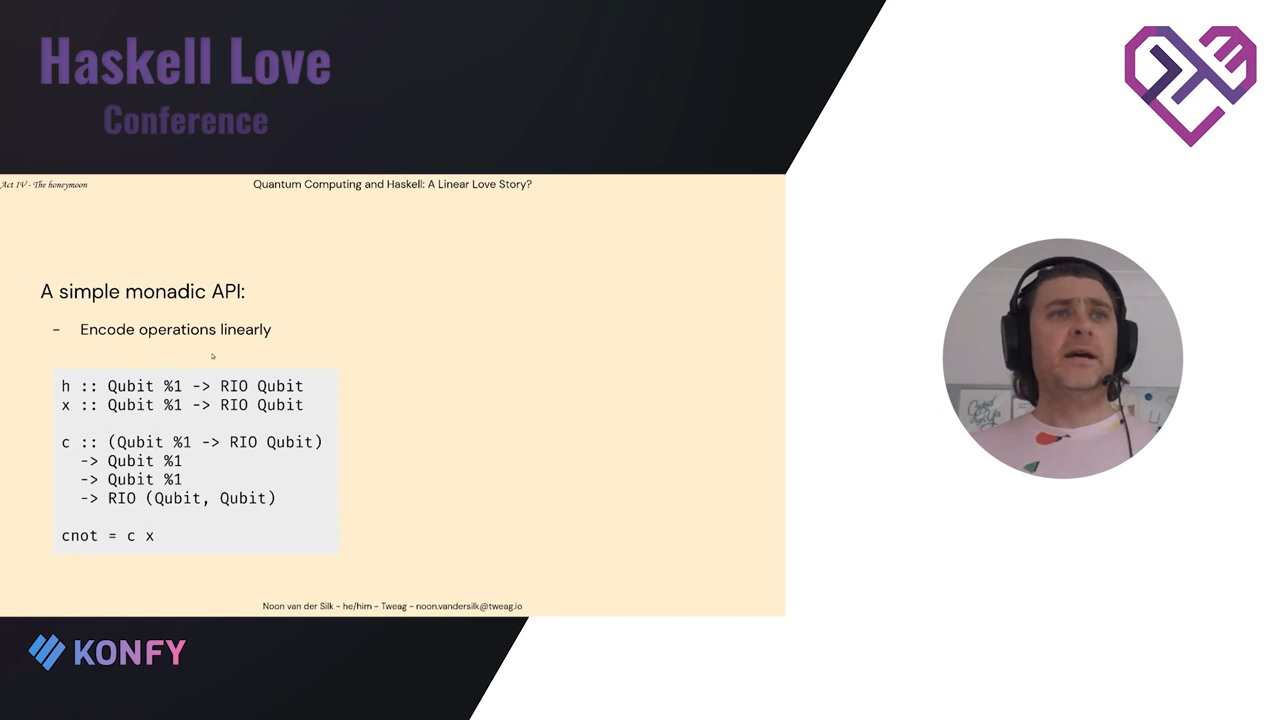 Haskell Love
Conference
Act IV - The honeymoon
Quantum Computing and Haskell: A Linear Love Story?
A simple monadic API:
- Encode operations linearly
h :: Qubit %1 -> RIO Qubit
x :: Qubit %1 -> RIO Qubit
c :: (Qubit %1 -> RIO Qubit)
-> Qubit %1
-> Qubit %1
-> RIO (Qubit, Qubit)
cnot = c x
Noon van der Silk - he/him - Tweag - noon.vandersilk@tweag.io
KONFY